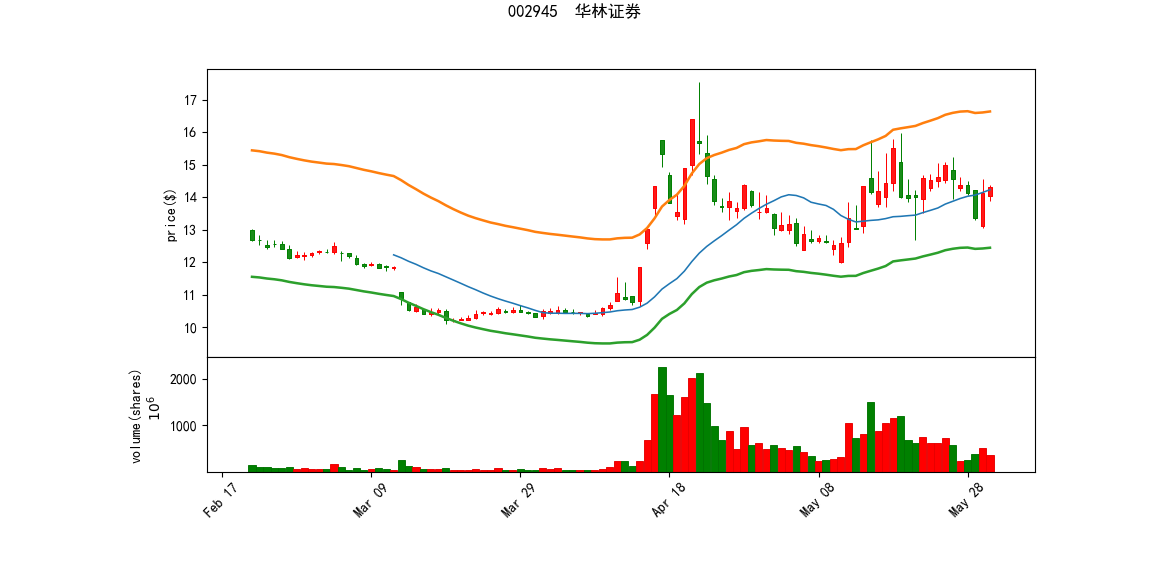 002945 华林证券
price($)
17
16
15
14
13
12
11
10
volume(shares)
10^6
2000
1000
Feb 17
Mar 09
Mar 29
Apr 18
May 08
May 28